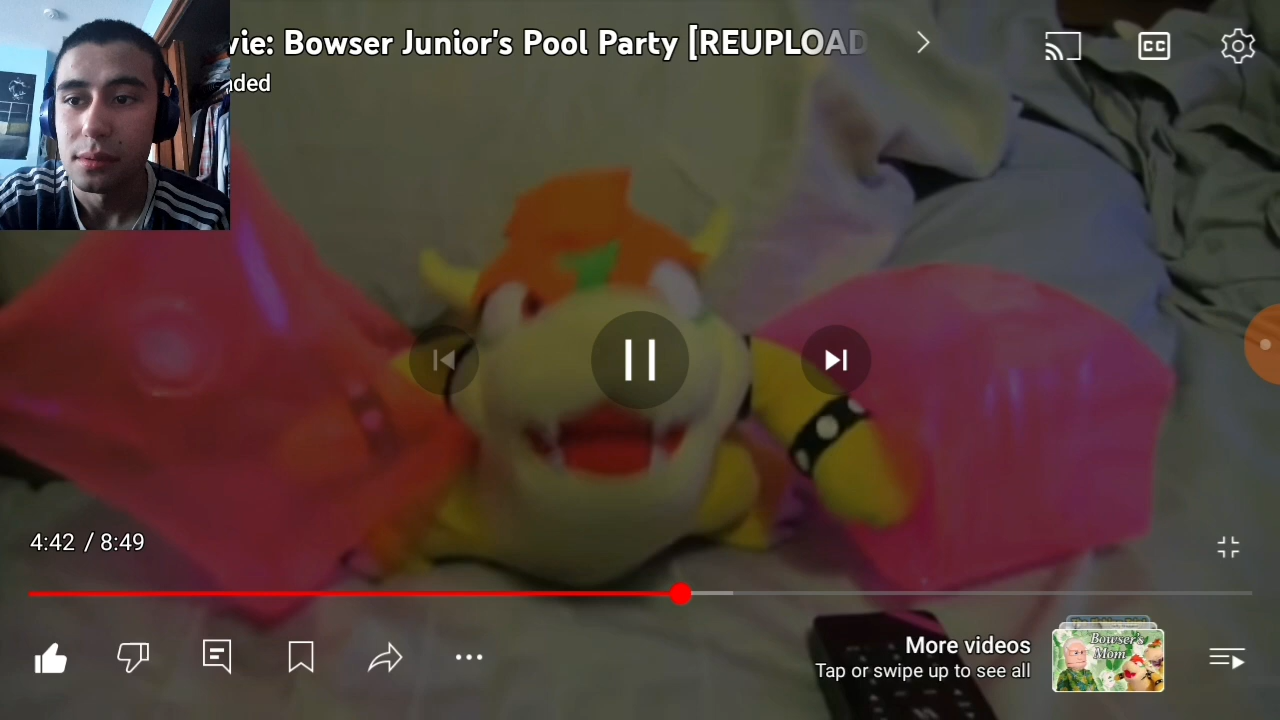 vie: Bowser Junior's Pool Party [REUPLOAD
nded
CC
4:42 / 8:49
More videos
Tap or swipe up to see all
Bowser's
Mom